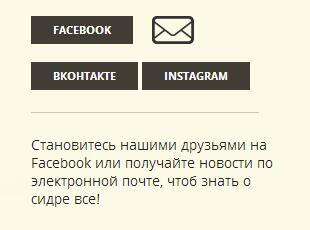 FACEBOOK
ВКОНТАКТЕ INSTAGRAM
Становитесь нашими друзьями на
Facebook или получайте новости по
электронной почте, чтоб знать о
сидре все!